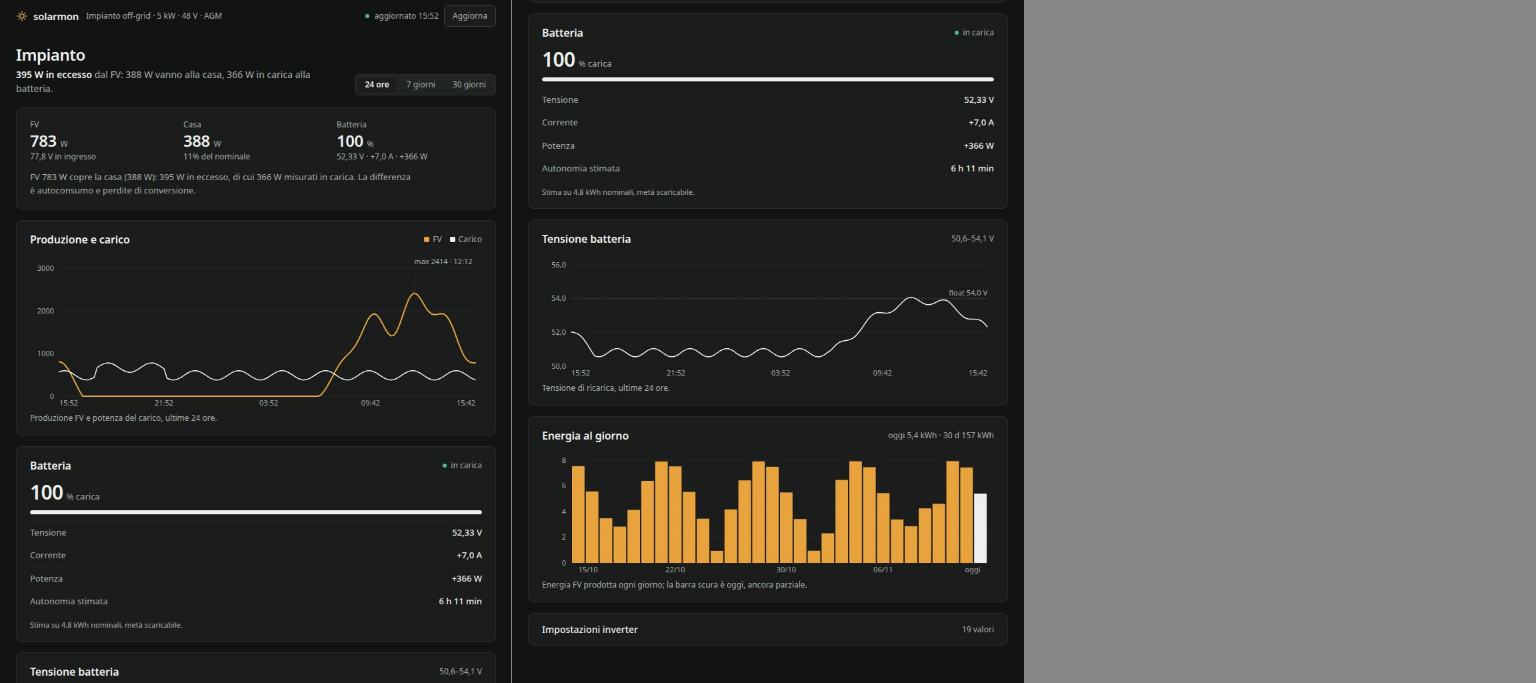 solarmon Impianto off-grid · 5 kW · 48 V · AGM
aggiornato 15:52 Aggiorna
Impianto
395 W in eccesso dal FV: 388 W vanno alla casa, 366 W in carica alla
batteria.
24 ore 7 giorni 30 giorni
FV Casa Batteria
783 W 388 W 100 %
77,8 V in ingresso 11% del nominale 52,33 V · +7,0 A · +366 W
FV 783 W copre la casa (388 W): 395 W in eccesso, di cui 366 W misurati in carica. La differenza
è autoconsumo e perdite di conversione.
Produzione e carico FV Carico
max 2414 · 12:12
3000
2000
1000
0
15:52 21:52 03:52 09:42 15:42
Produzione FV e potenza del carico, ultime 24 ore.
Batteria in carica
100 % carica
Tensione 52,33 V
Corrente +7,0 A
Potenza +366 W
Autonomia stimata 6 h 11 min
Stima su 4,8 kWh nominali, metà scaricabile.
Tensione batteria 50,6–54,1 V
Batteria in carica
100 % carica
Tensione 52,33 V
Corrente +7,0 A
Potenza +366 W
Autonomia stimata 6 h 11 min
Stima su 4,8 kWh nominali, metà scaricabile.
Tensione batteria 50,6–54,1 V
56,0
float 54,0 V
54,0
52,0
50,0
15:52 21:52 03:52 09:42 15:42
Tensione di ricarica, ultime 24 ore.
Energia al giorno oggi 5,4 kWh · 30 d 157 kWh
8
6
4
2
0
15/10 22/10 30/10 06/11 oggi
Energia FV prodotta ogni giorno; la barra scura è oggi, ancora parziale.
Impostazioni inverter 19 valori